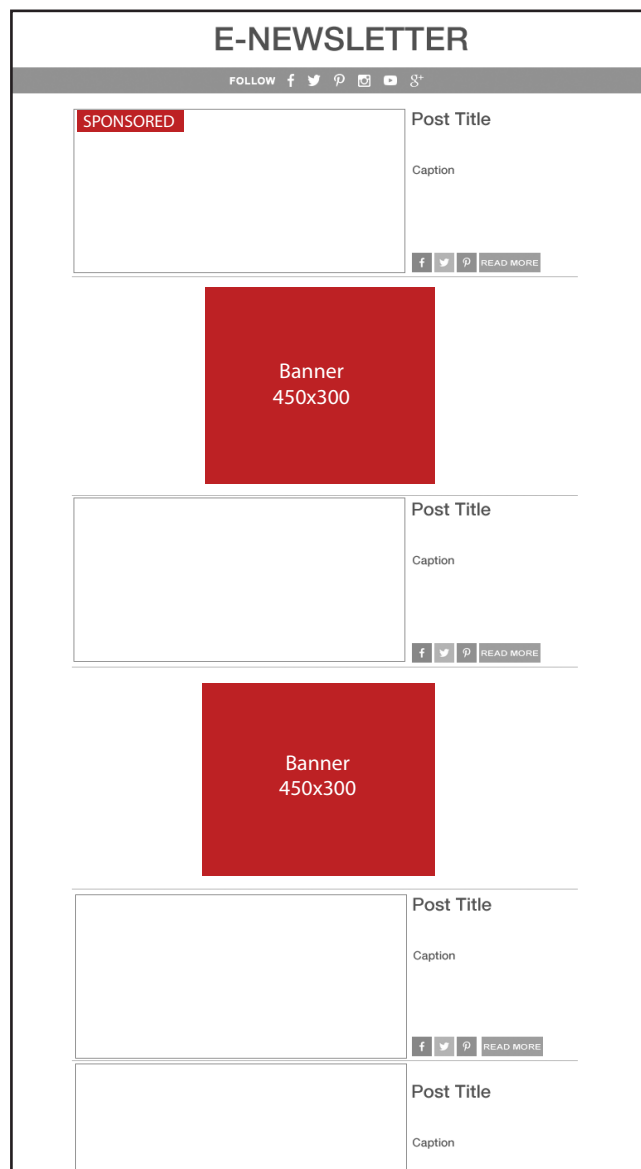 E-NEWSLETTER
FOLLOW
SPONSORED
Post Title
Caption
READ MORE
Banner
450x300
Post Title
Caption
READ MORE
Banner
450x300
Post Title
Caption
READ MORE
Post Title
Caption